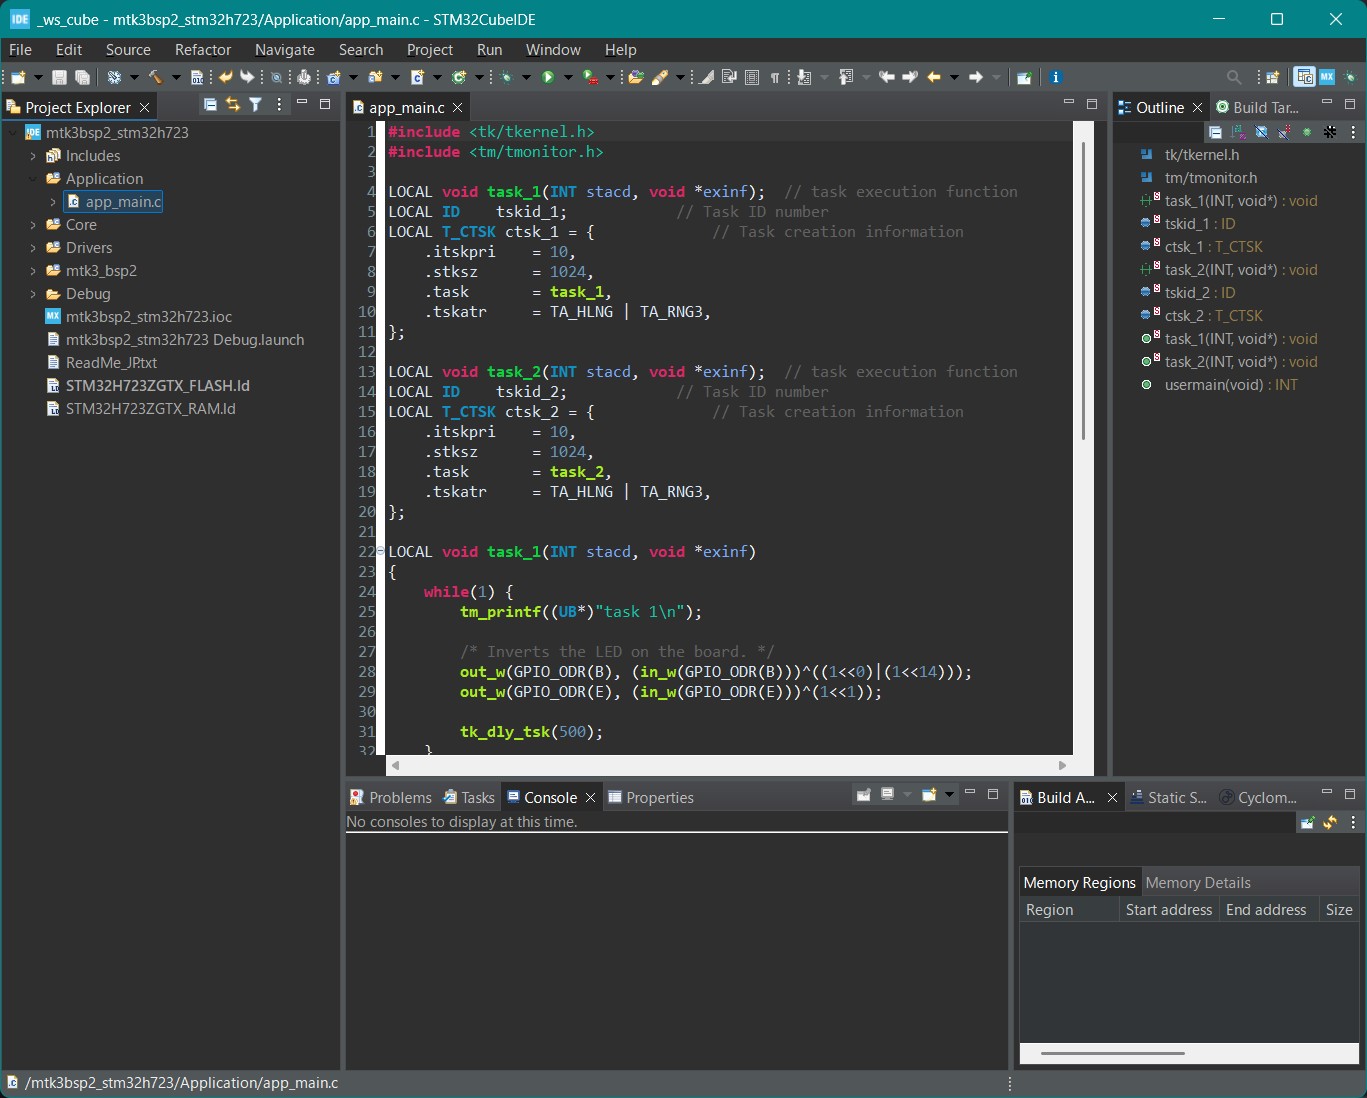 IDE _ws_cube - mtk3bsp2_stm32h723/Application/app_main.c - STM32CubeIDE
File Edit Source Refactor Navigate Search Project Run Window Help
Project Explorer
mtk3bsp2_stm32h723
Includes
Application
app_main.c
Core
Drivers
mtk3_bsp2
Debug
mtk3bsp2_stm32h723.ioc
mtk3bsp2_stm32h723 Debug.launch
ReadMe_JP.txt
STM32H723ZGTX_FLASH.ld
STM32H723ZGTX_RAM.ld
app_main.c
1 #include <tk/tkernel.h>
2 #include <tm/tmonitor.h>
3
4 LOCAL void task_1(INT stacd, void *exinf);  // task execution function
5 LOCAL ID    tskid_1;            // Task ID number
6 LOCAL T_CTSK ctsk_1 = {             // Task creation information
7     .itskpri    = 10,
8     .stksz      = 1024,
9     .task       = task_1,
10     .tskatr     = TA_HLNG | TA_RNG3,
11 };
12
13 LOCAL void task_2(INT stacd, void *exinf);  // task execution function
14 LOCAL ID    tskid_2;            // Task ID number
15 LOCAL T_CTSK ctsk_2 = {             // Task creation information
16     .itskpri    = 10,
17     .stksz      = 1024,
18     .task       = task_2,
19     .tskatr     = TA_HLNG | TA_RNG3,
20 };
21
22 LOCAL void task_1(INT stacd, void *exinf)
23 {
24     while(1) {
25         tm_printf((UB*)"task 1\n");
26
27         /* Inverts the LED on the board. */
28         out_w(GPIO_ODR(B), (in_w(GPIO_ODR(B)))^((1<<0)|(1<<14)));
29         out_w(GPIO_ODR(E), (in_w(GPIO_ODR(E)))^(1<<1));
30
31         tk_dly_tsk(500);
32     }
Outline Build Tar...
tk/tkernel.h
tm/tmonitor.h
task_1(INT, void*) : void
tskid_1 : ID
ctsk_1 : T_CTSK
task_2(INT, void*) : void
tskid_2 : ID
ctsk_2 : T_CTSK
task_1(INT, void*) : void
task_2(INT, void*) : void
usermain(void) : INT
Problems Tasks Console Properties
No consoles to display at this time.
Build A... Static S... Cyclom...
Memory Regions Memory Details
Region Start address End address Size
/mtk3bsp2_stm32h723/Application/app_main.c